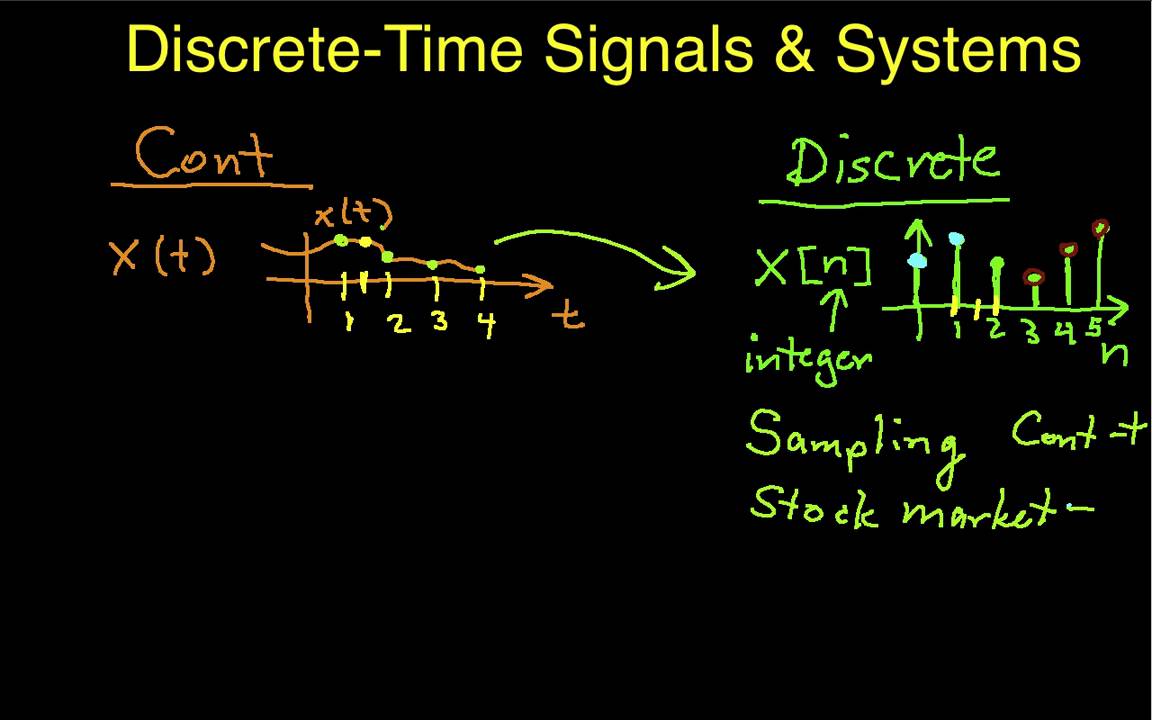 Discrete-Time Signals & Systems
Cont
x(t)
X (t)
1 2 3 4
t
Discrete
X [n]
1 2 3 4 5
n
integer
Sampling Cont-t
Stock market -